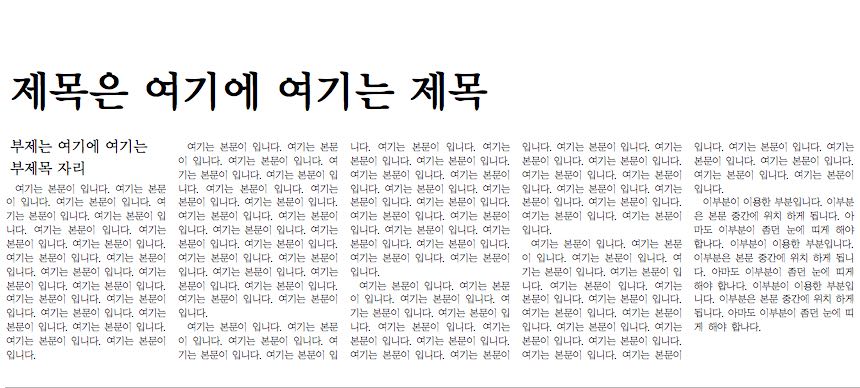 제목은 여기에 여기는 제목
부제는 여기에 여기는
부제목 자리
여기는 본문이 입니다. 여기는 본문
이 입니다. 여기는 본문이 입니다. 여
기는 본문이 입니다. 여기는 본문이 입
니다. 여기는 본문이 입니다. 여기는
본문이 입니다. 여기는 본문이 입니다.
여기는 본문이 입니다. 여기는 본문이
입니다. 여기는 본문이 입니다. 여기는
본문이 입니다. 여기는 본문이 입니다.
여기는 본문이 입니다. 여기는 본문이
입니다. 여기는 본문이 입니다. 여기는
본문이 입니다. 여기는 본문이 입니다.
여기는 본문이 입니다. 여기는 본문이
입니다.
여기는 본문이 입니다. 여기는 본문
이 입니다. 여기는 본문이 입니다. 여
기는 본문이 입니다. 여기는 본문이 입
니다. 여기는 본문이 입니다. 여기는
본문이 입니다. 여기는 본문이 입니다.
여기는 본문이 입니다. 여기는 본문이
입니다. 여기는 본문이 입니다. 여기는
본문이 입니다. 여기는 본문이 입니다.
여기는 본문이 입니다. 여기는 본문이
입니다. 여기는 본문이 입니다. 여기는
본문이 입니다. 여기는 본문이 입니다.
여기는 본문이 입니다. 여기는 본문이
입니다.
여기는 본문이 입니다. 여기는 본문
이 입니다. 여기는 본문이 입니다. 여
기는 본문이 입니다. 여기는 본문이 입
니다. 여기는 본문이 입니다. 여기는
본문이 입니다. 여기는 본문이 입니다.
여기는 본문이 입니다. 여기는 본문이
입니다. 여기는 본문이 입니다. 여기는
본문이 입니다. 여기는 본문이 입니다.
여기는 본문이 입니다. 여기는 본문이
입니다. 여기는 본문이 입니다. 여기는
본문이 입니다. 여기는 본문이 입니다.
여기는 본문이 입니다. 여기는 본문이
입니다.
여기는 본문이 입니다. 여기는 본문
이 입니다. 여기는 본문이 입니다. 여
기는 본문이 입니다. 여기는 본문이 입
니다. 여기는 본문이 입니다. 여기는
본문이 입니다. 여기는 본문이 입니다.
여기는 본문이 입니다. 여기는 본문이
입니다. 여기는 본문이 입니다. 여기는
본문이 입니다. 여기는 본문이 입니다.
여기는 본문이 입니다. 여기는 본문이
입니다. 여기는 본문이 입니다. 여기는
본문이 입니다. 여기는 본문이 입니다.
여기는 본문이 입니다. 여기는 본문이
입니다.
여기는 본문이 입니다. 여기는 본문
이 입니다. 여기는 본문이 입니다. 여
기는 본문이 입니다. 여기는 본문이 입
니다. 여기는 본문이 입니다. 여기는
본문이 입니다. 여기는 본문이 입니다.
여기는 본문이 입니다. 여기는 본문이
입니다. 여기는 본문이 입니다. 여기는
본문이 입니다. 여기는 본문이 입니다.
여기는 본문이 입니다. 여기는 본문이
입니다. 여기는 본문이 입니다. 여기는
본문이 입니다. 여기는 본문이 입니다.
여기는 본문이 입니다. 여기는 본문이
입니다.
이부분이 이용한 부분입니다. 이부분
은 본문 중간에 위치 하게 됩니다. 아
마도 이부분이 좀던 눈에 띠게 해야
합나다. 이부분이 이용한 부분입니다.
이부분은 본문 중간에 위치 하게 됩니
다. 아마도 이부분이 좀던 눈에 띠게
해야 합나다. 이부분이 이용한 부분입
니다. 이부분은 본문 중간에 위치 하게
됩니다. 아마도 이부분이 좀던 눈에 띠
게 해야 합나다.